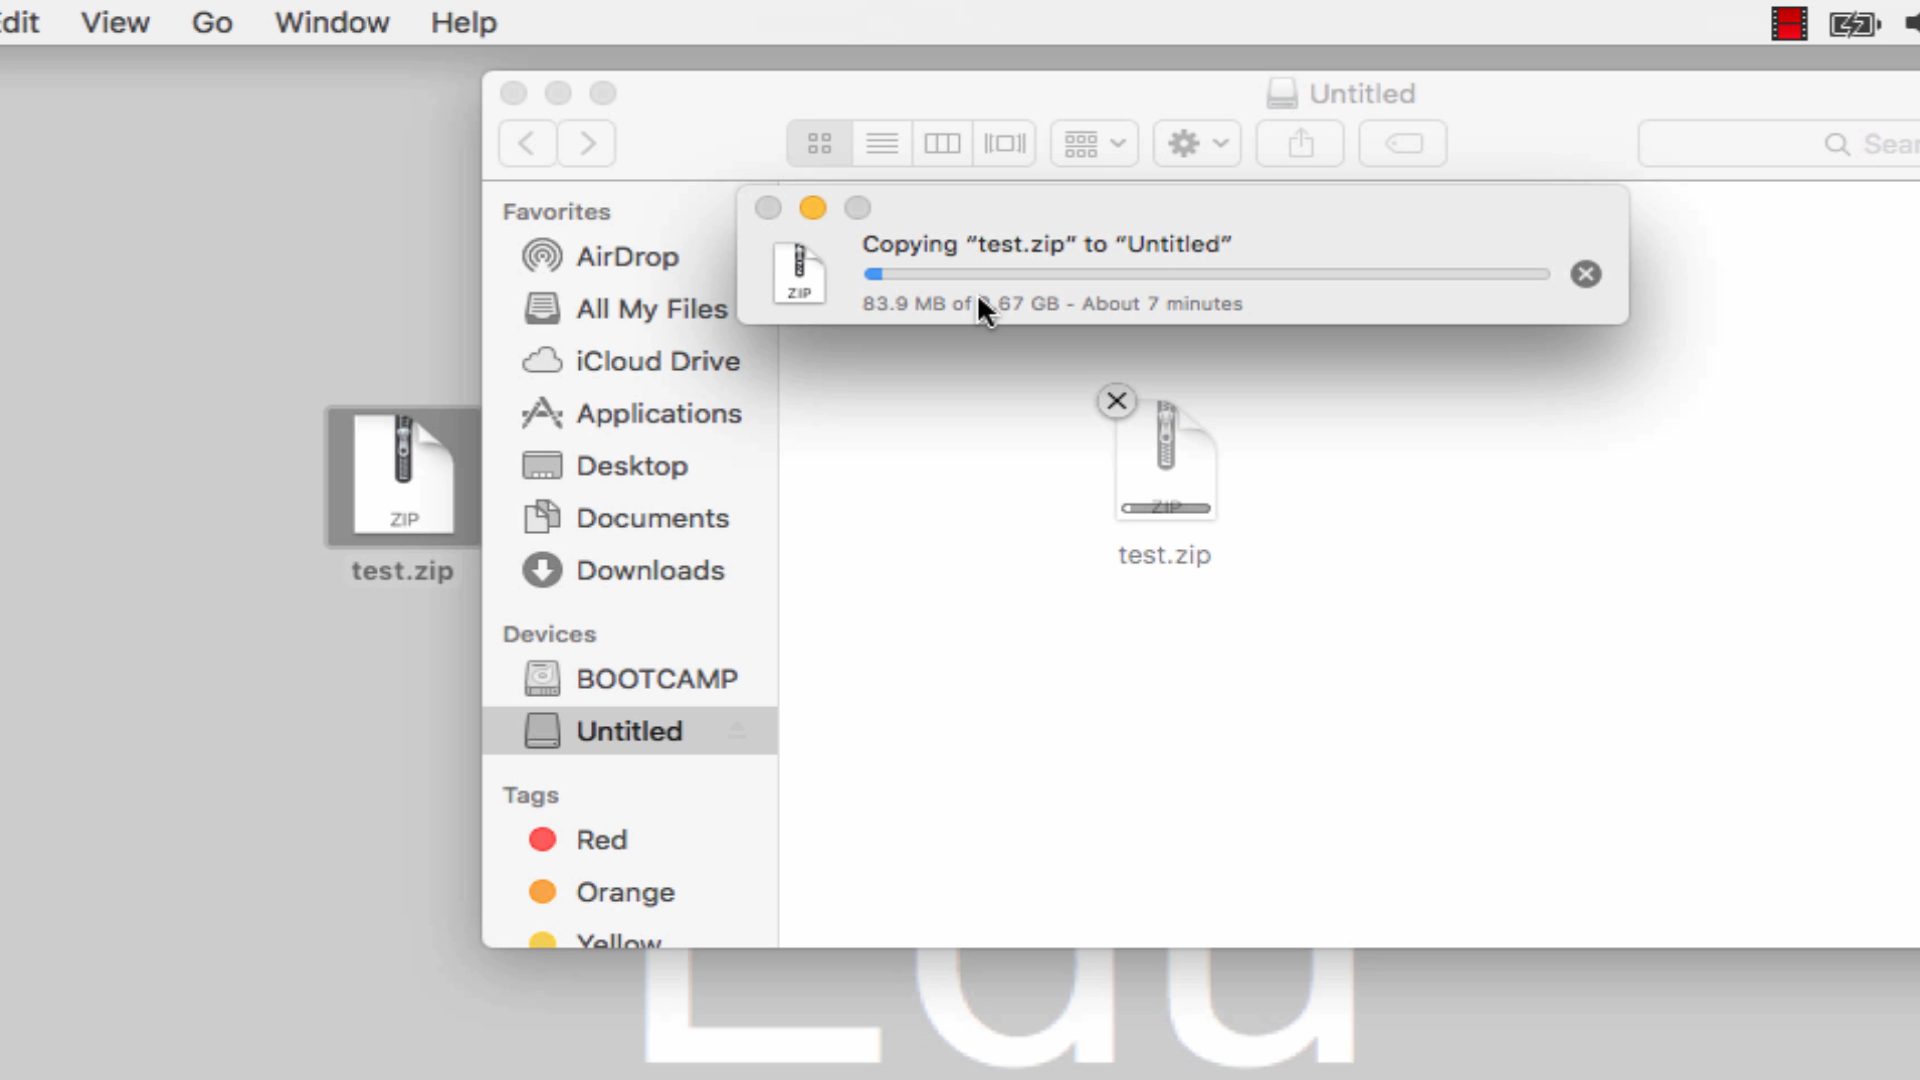 View Go Window Help
Untitled
Sear
Favorites
AirDrop
All My Files
iCloud Drive
Applications
Desktop
Documents
Downloads
Devices
BOOTCAMP
Untitled
Tags
Red
Orange
Yellow
Copying “test.zip” to “Untitled”
83.9 MB of .67 GB - About 7 minutes
ZIP
ZIP
test.zip
ZIP
test.zip
Edu